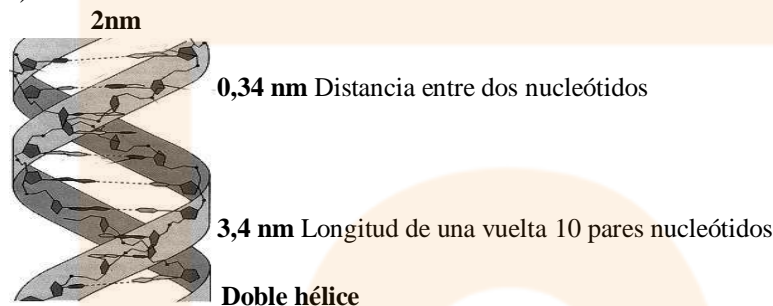 2nm
0,34 nm Distancia entre dos nucleótidos
3,4 nm Longitud de una vuelta 10 pares nucleótidos
Doble hélice